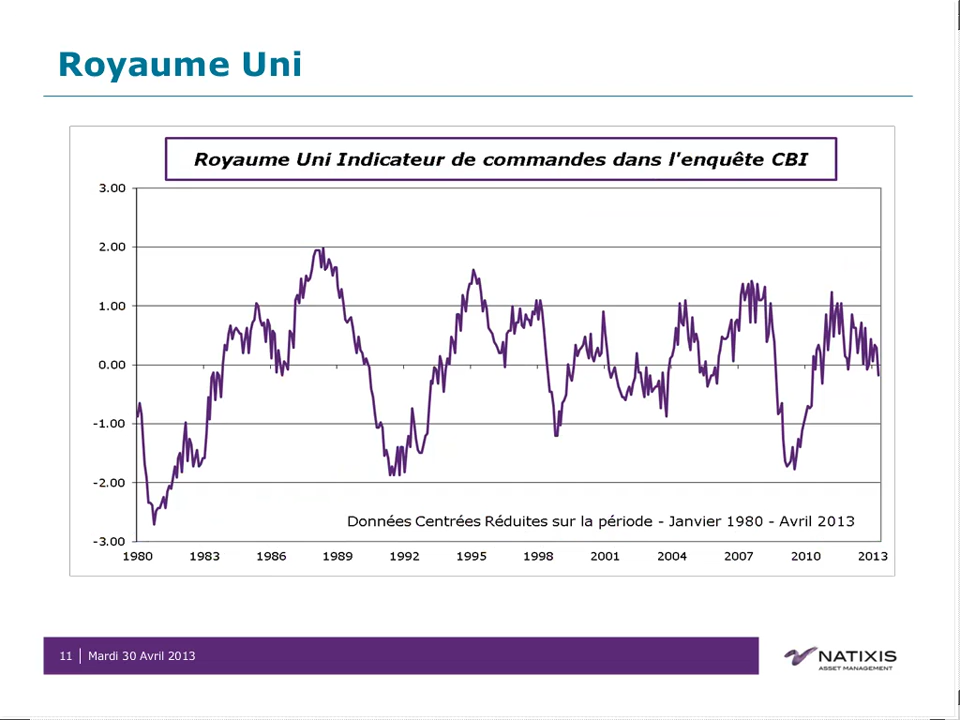 Royaume Uni
Royaume Uni Indicateur de commandes dans l'enquête CBI
3.00
2.00
1.00
0.00
-1.00
-2.00
-3.00
Données Centrées Réduites sur la période - Janvier 1980 - Avril 2013
1980 1983 1986 1989 1992 1995 1998 2001 2004 2007 2010 2013
11 Mardi 30 Avril 2013
NATIXIS
ASSET MANAGEMENT